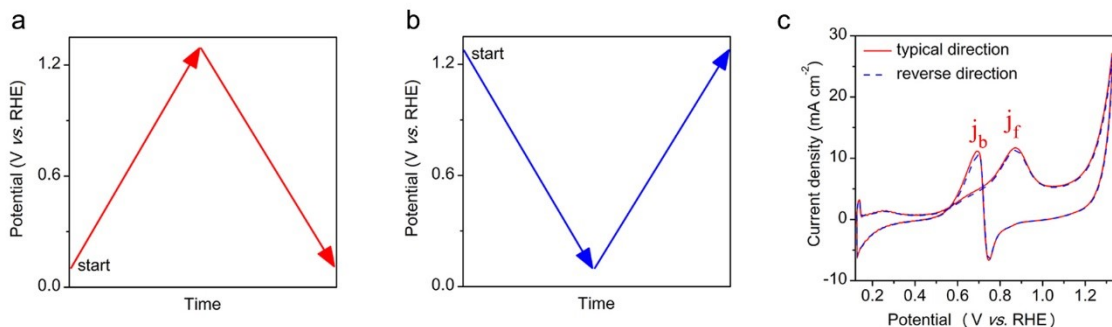 a
Potential (V vs. RHE)
1.2
0.6
0.0
start
Time
b
Potential (V vs. RHE)
1.2
0.6
0.0
start
Time
c
Current density (mA cm⁻²)
30
20
10
0
-10
typical direction
reverse direction
j_b
j_f
0.2 0.4 0.6 0.8 1.0 1.2
Potential (V vs. RHE)